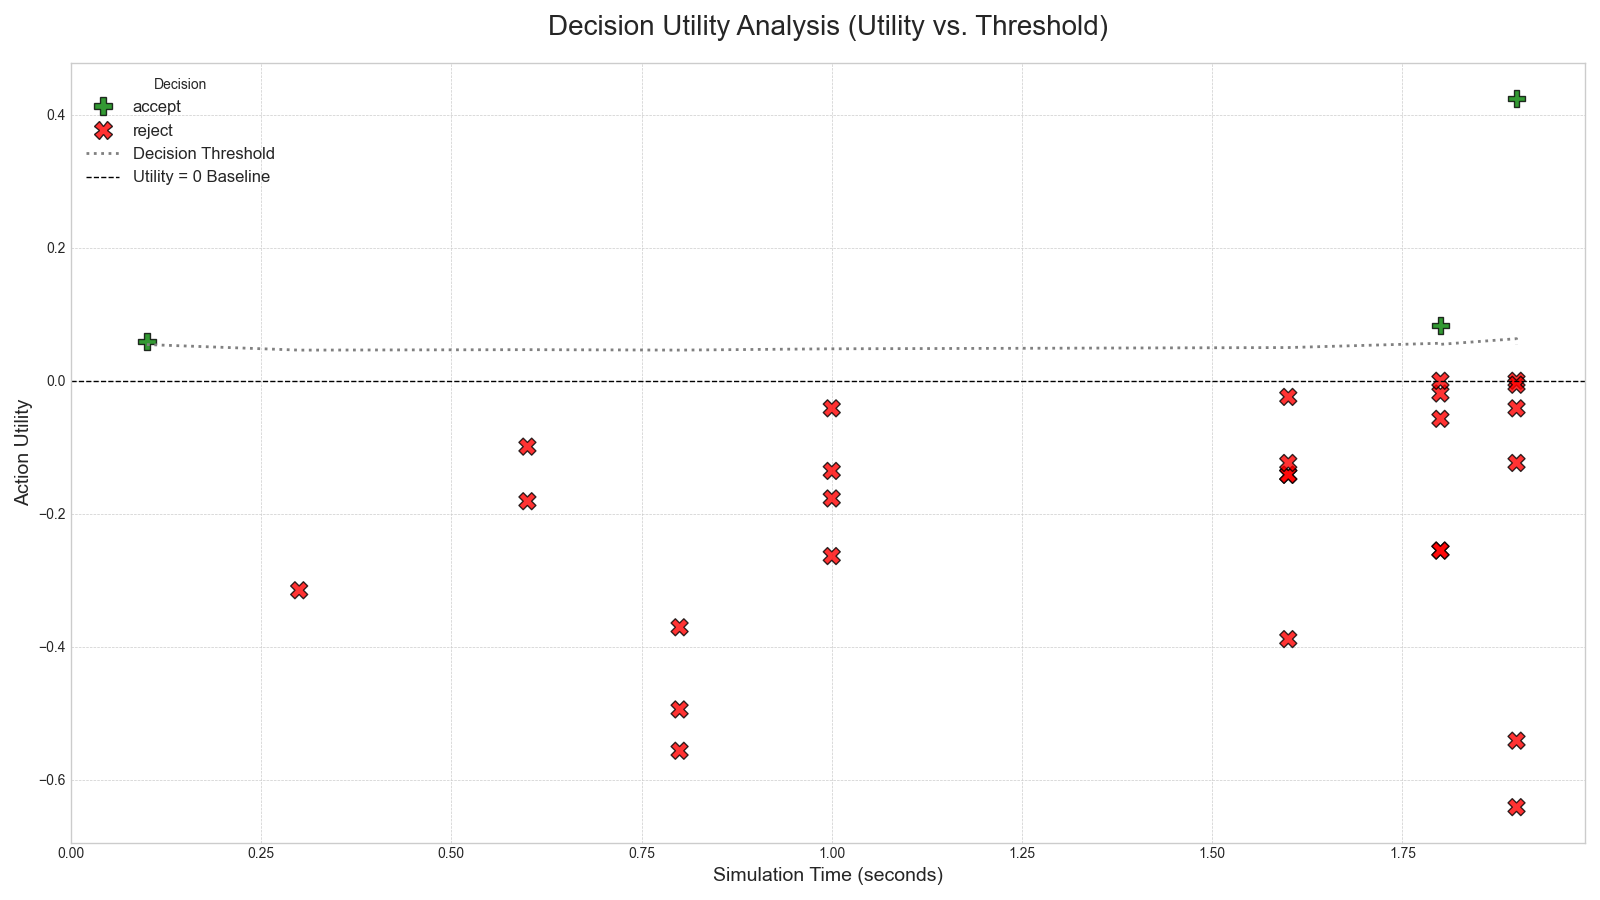 Decision Utility Analysis (Utility vs. Threshold)
Decision
accept
reject
Decision Threshold
Utility = 0 Baseline
Action Utility
0.4
0.2
0.0
−0.2
−0.4
−0.6
0.00 0.25 0.50 0.75 1.00 1.25 1.50 1.75
Simulation Time (seconds)